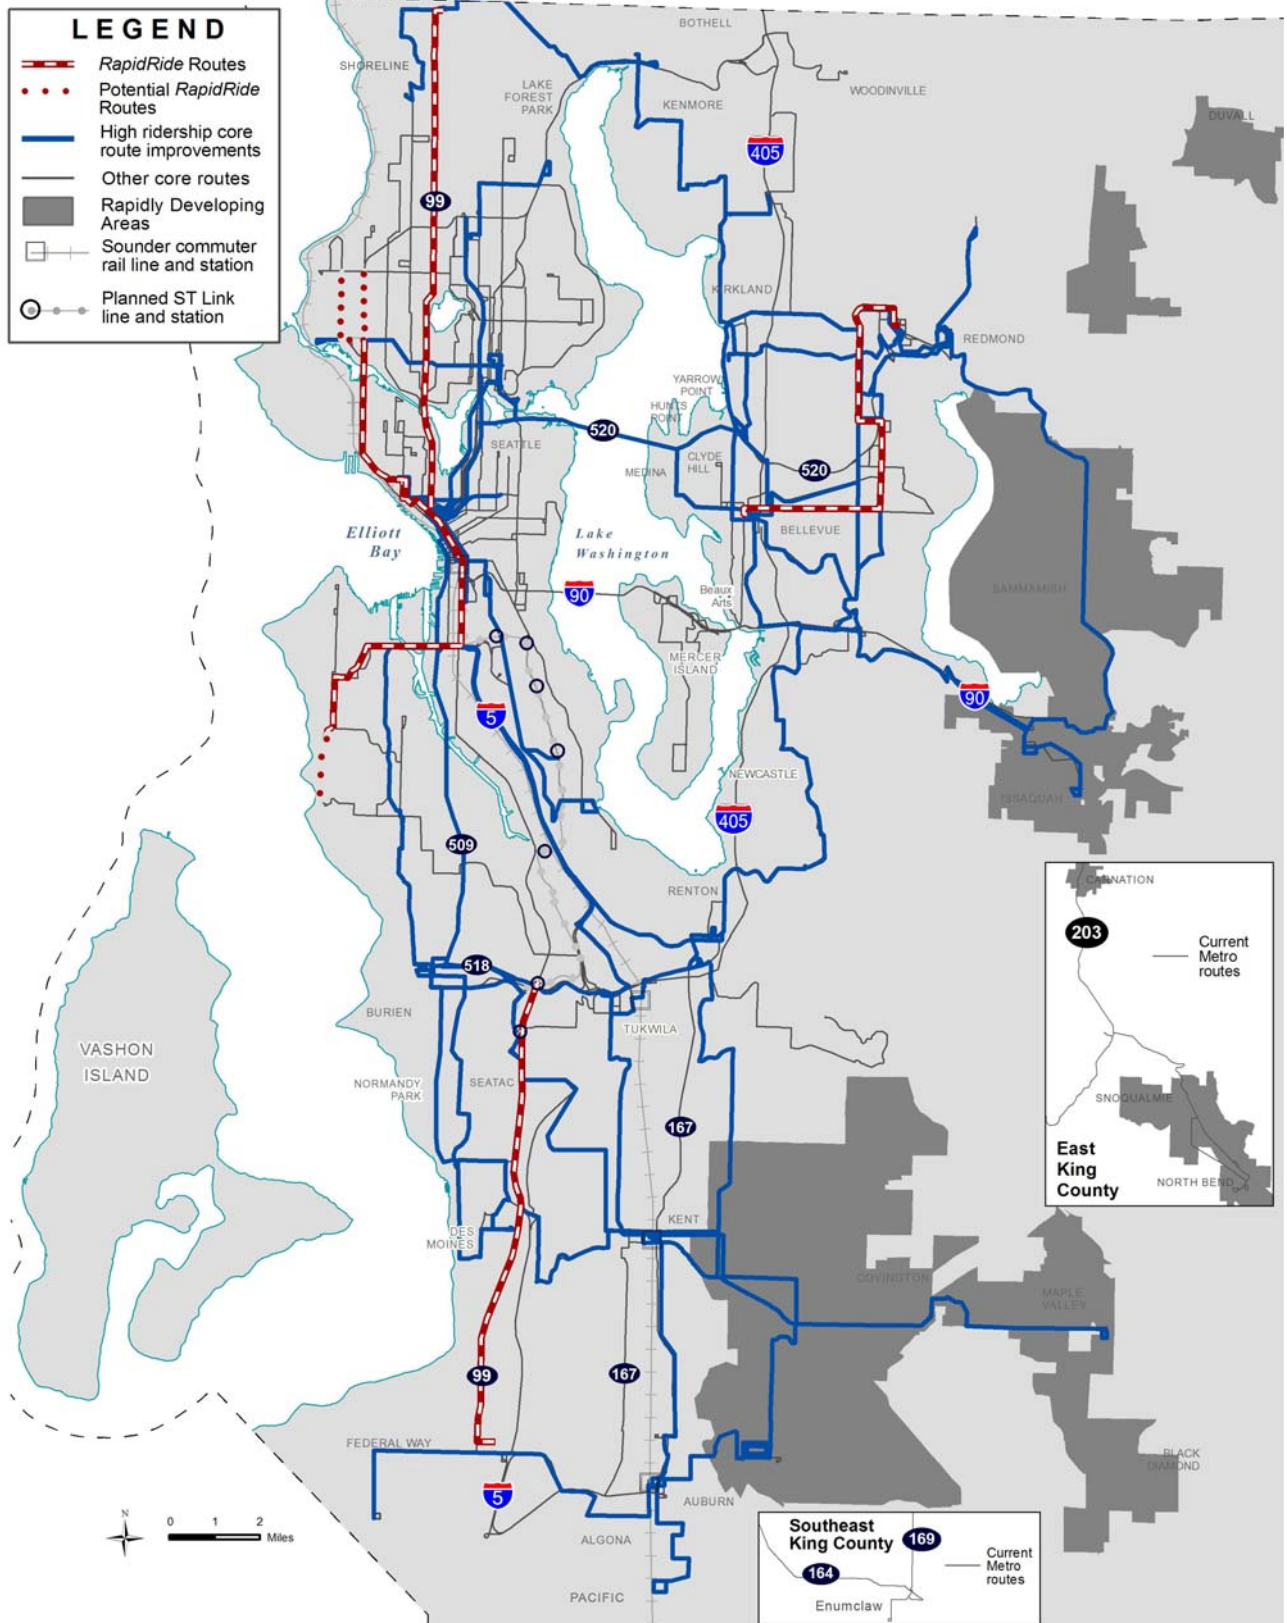 LEGEND
RapidRide Routes
Potential RapidRide
Routes
High ridership core
route improvements
Other core routes
Rapidly Developing
Areas
Sounder commuter
rail line and station
Planned ST Link
line and station
BOTHELL
SHORELINE
LAKE
FOREST
PARK
KENMORE
WOODINVILLE
DUVALL
405
99
KIRKLAND
REDMOND
YARROW
POINT
HUNTS
POINT
520
SEATTLE
MEDINA
CLYDE
HILL
520
BELLEVUE
Elliott
Bay
Lake
Washington
90
Beaux
Arts
SAMMAMISH
MERCER
ISLAND
90
5
NEWCASTLE
ISSAQUAH
405
509
RENTON
518
BURIEN
TUKWILA
VASHON
ISLAND
NORMANDY
PARK
SEATAC
167
KENT
DES
MOINES
COVINGTON
MAPLE
VALLEY
99
167
FEDERAL WAY
BLACK
DIAMOND
5
AUBURN
ALGONA
PACIFIC
N
0 1 2
Miles
CARNATION
203
Current
Metro
routes
SNOQUALMIE
East
King
County
NORTH BEND
Southeast
King County
169
164
Current
Metro
routes
Enumclaw